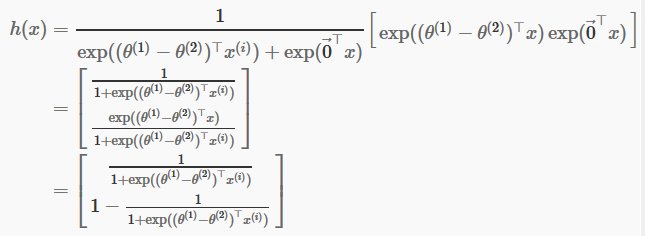 h(x) = \frac{1}{\exp((\theta^{(1)} - \theta^{(2)})^\top x^{(i)}) + \exp(\vec{0}^\top x)} \left[ \exp((\theta^{(1)} - \theta^{(2)})^\top x) \exp(\vec{0}^\top x) \right]
= \begin{bmatrix} \frac{1}{1+\exp((\theta^{(1)}-\theta^{(2)})^\top x^{(i)})} \\ \frac{\exp((\theta^{(1)}-\theta^{(2)})^\top x)}{1+\exp((\theta^{(1)}-\theta^{(2)})^\top x^{(i)})} \end{bmatrix}
= \begin{bmatrix} \frac{1}{1+\exp((\theta^{(1)}-\theta^{(2)})^\top x^{(i)})} \\ 1 - \frac{1}{1+\exp((\theta^{(1)}-\theta^{(2)})^\top x^{(i)})} \end{bmatrix}